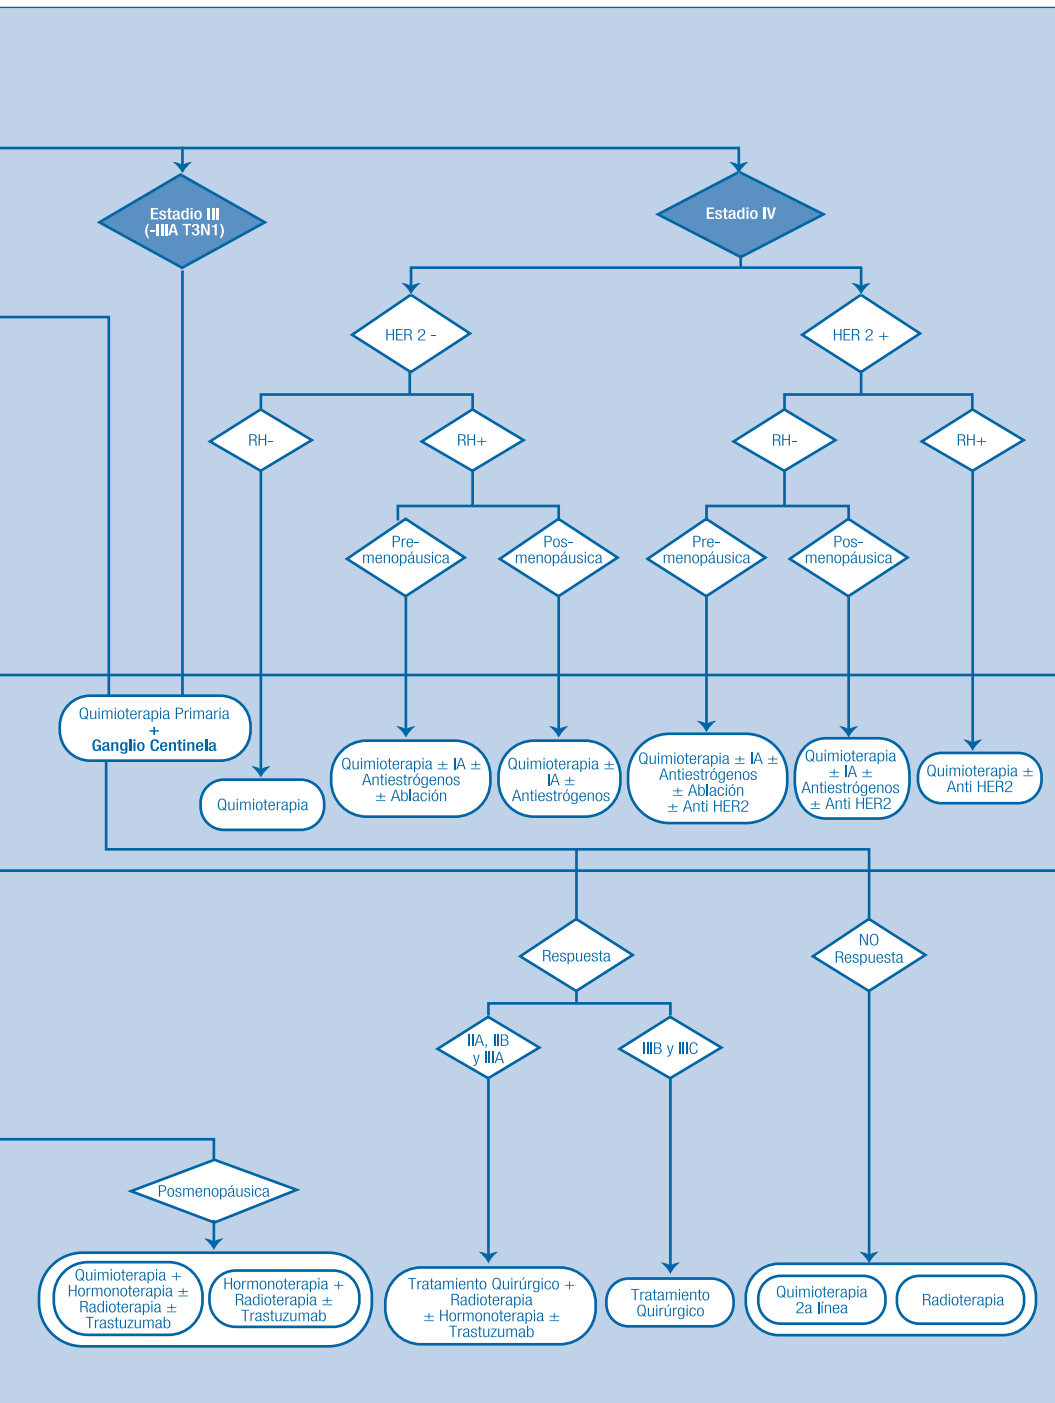 Estadio III
(-IIIA T3N1)
Estadio IV
HER 2 -
HER 2 +
RH-
RH+
RH-
RH+
Pre-
menopáusica
Pos-
menopáusica
Pre-
menopáusica
Pos-
menopáusica
Quimioterapia Primaria
+
Ganglio Centinela
Quimioterapia
Quimioterapia ± IA ±
Antiestrógenos
± Ablación
Quimioterapia ±
IA ±
Antiestrógenos
Quimioterapia ± IA ±
Antiestrógenos
± Ablación
± Anti HER2
Quimioterapia
± IA ±
Antiestrógenos
± Anti HER2
Quimioterapia ±
Anti HER2
Respuesta
NO
Respuesta
IIA, IIB
y IIIA
IIIB y IIIC
Posmenopáusica
Quimioterapia +
Hormonoterapia ±
Radioterapia ±
Trastuzumab
Hormonoterapia +
Radioterapia ±
Trastuzumab
Tratamiento Quirúrgico +
Radioterapia
± Hormonoterapia ±
Trastuzumab
Tratamiento
Quirúrgico
Quimioterapia
2a línea
Radioterapia